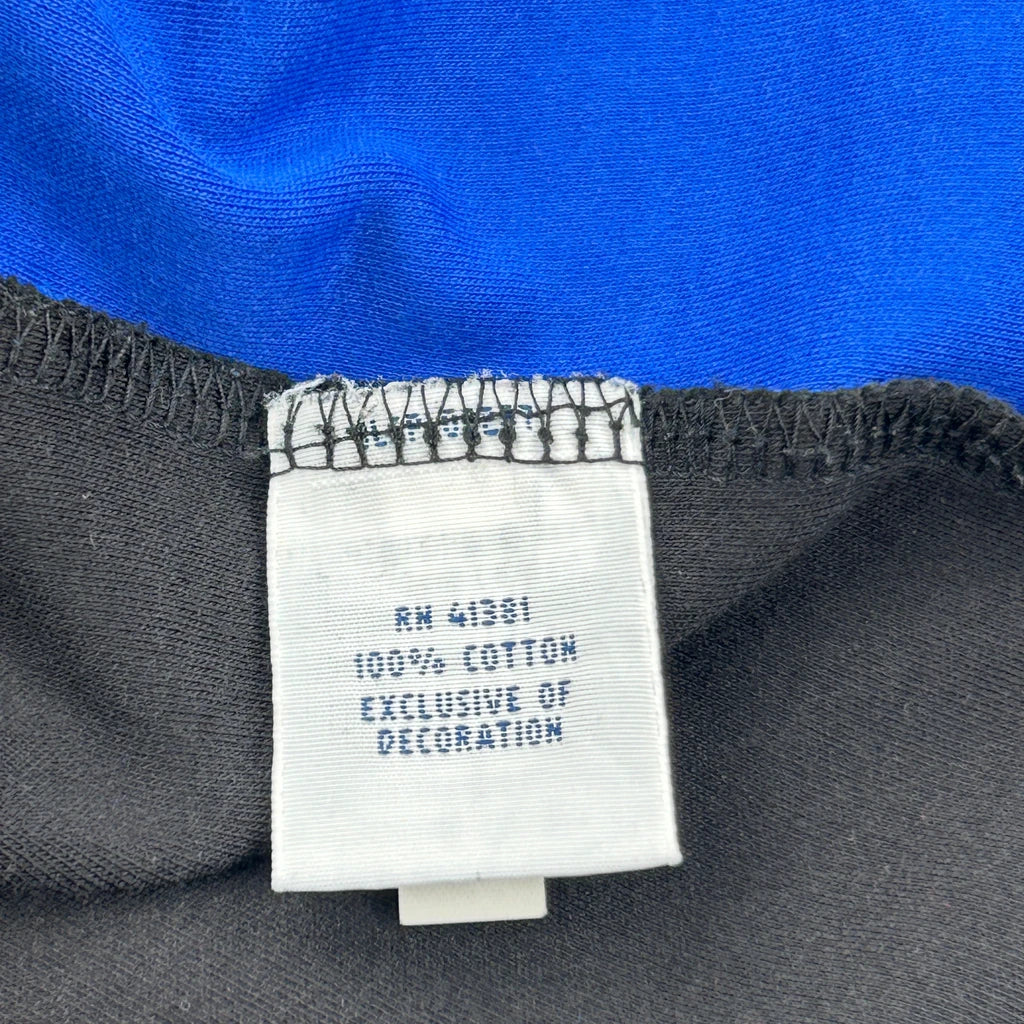 RN 41381
100% COTTON
EXCLUSIVE OF
DECORATION